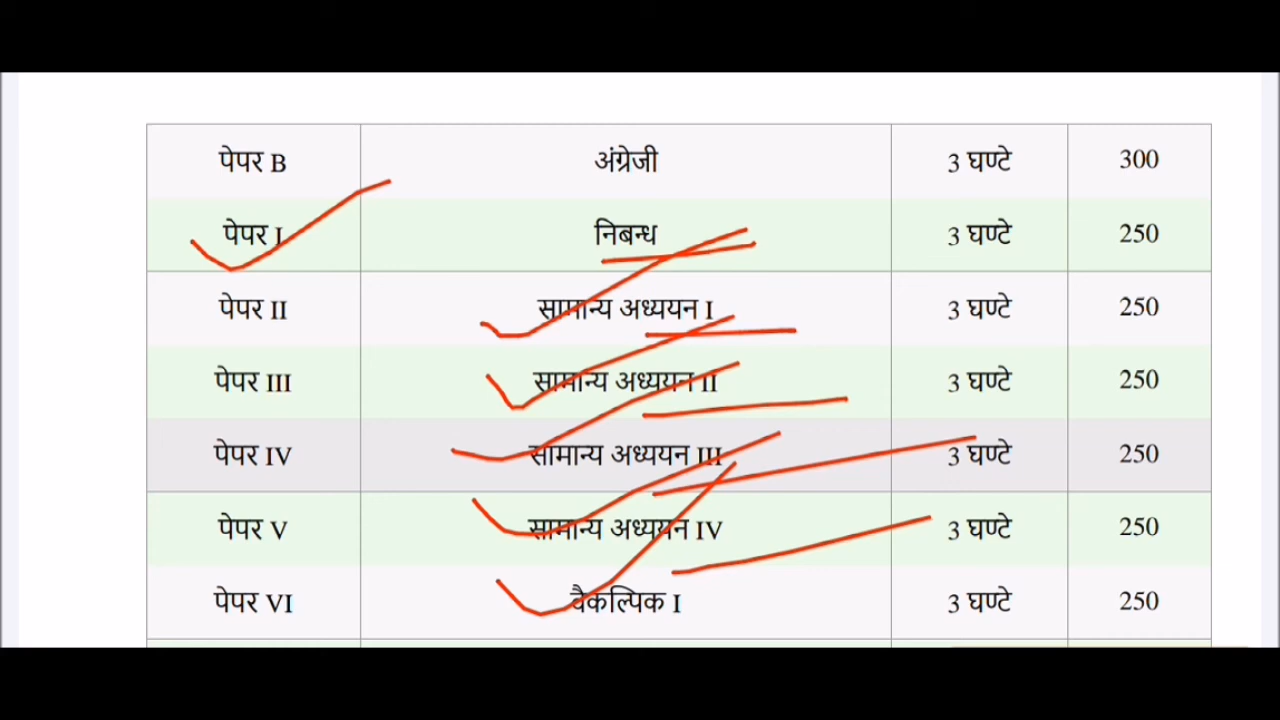 पेपर B अंग्रेजी 3 घण्टे 300
पेपर I निबन्ध 3 घण्टे 250
पेपर II सामान्य अध्ययन I 3 घण्टे 250
पेपर III सामान्य अध्ययन II 3 घण्टे 250
पेपर IV सामान्य अध्ययन III 3 घण्टे 250
पेपर V सामान्य अध्ययन IV 3 घण्टे 250
पेपर VI वैकल्पिक I 3 घण्टे 250